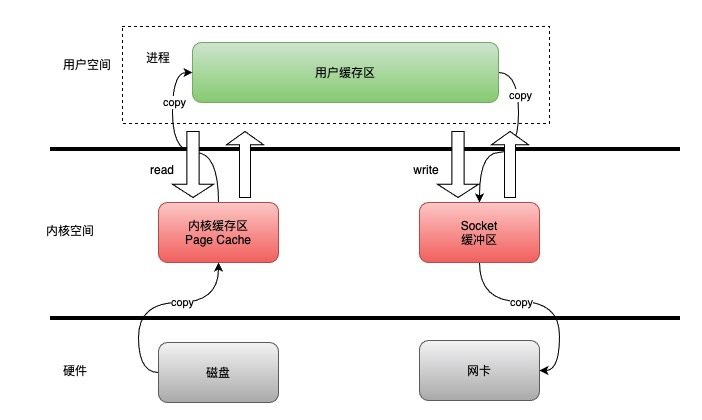 用户空间
进程
用户缓存区
copy
copy
read
write
内核空间
内核缓存区
Page Cache
Socket
缓冲区
copy
copy
硬件
磁盘
网卡